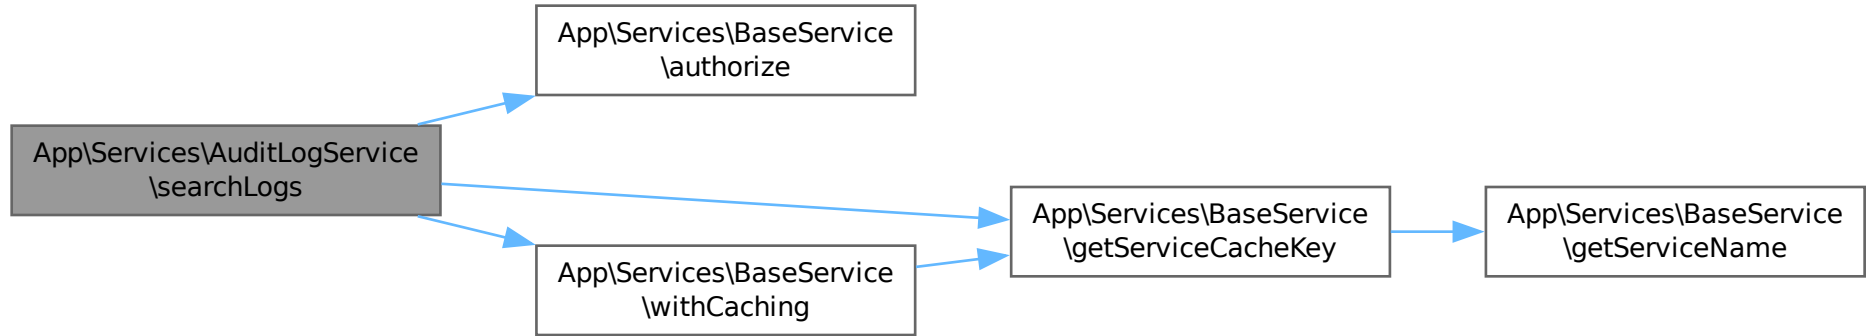 App\Services\BaseService
\authorize
App\Services\AuditLogService
\searchLogs
App\Services\BaseService
\getServiceCacheKey
App\Services\BaseService
\getServiceName
App\Services\BaseService
\withCaching